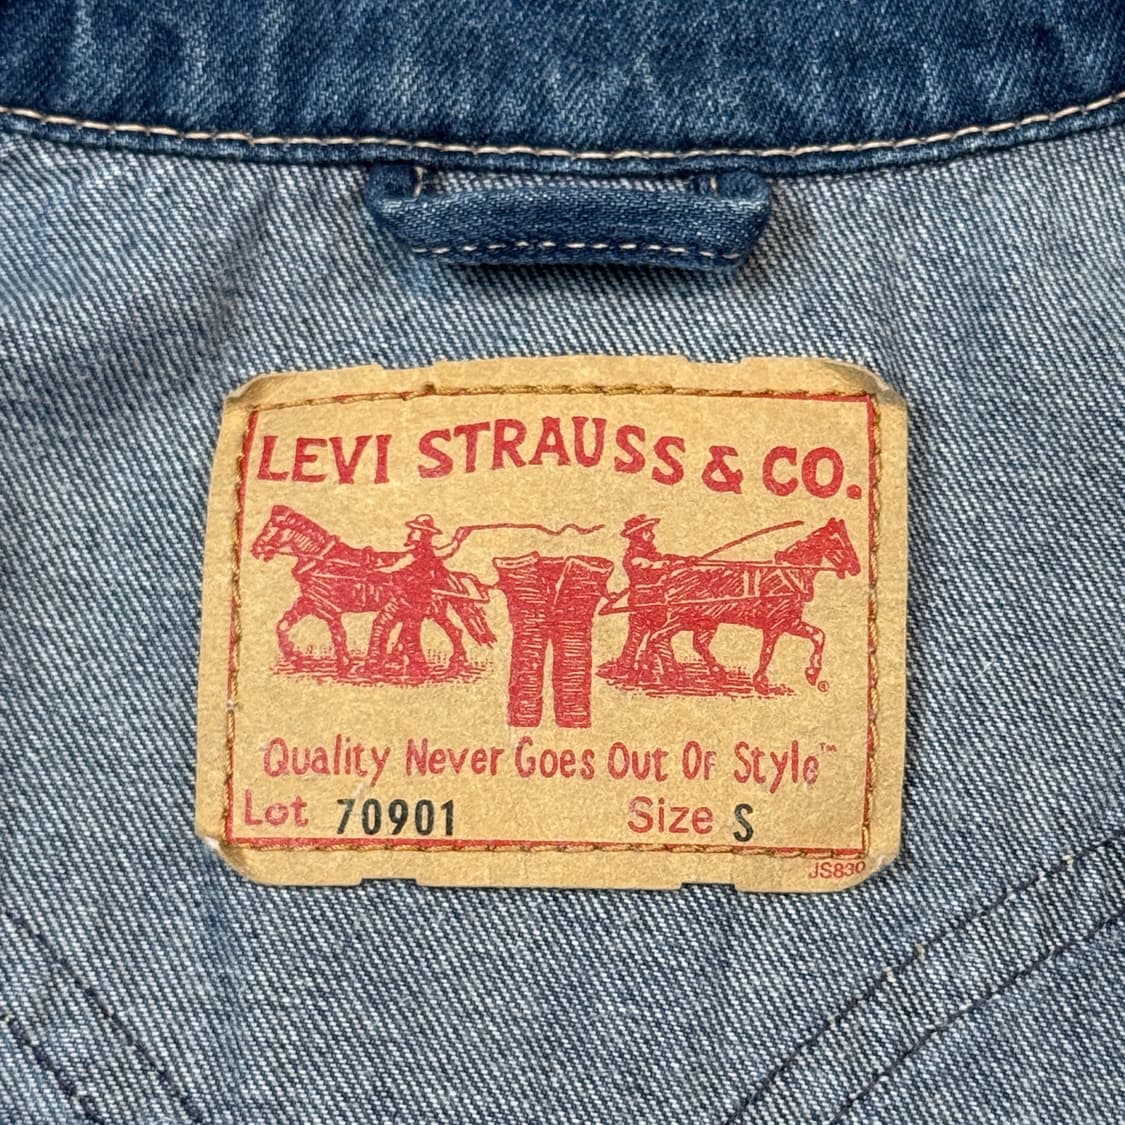 LEVI STRAUSS & CO.
®
Quality Never Goes Out Of Style™
Lot 70901 Size S
JS830